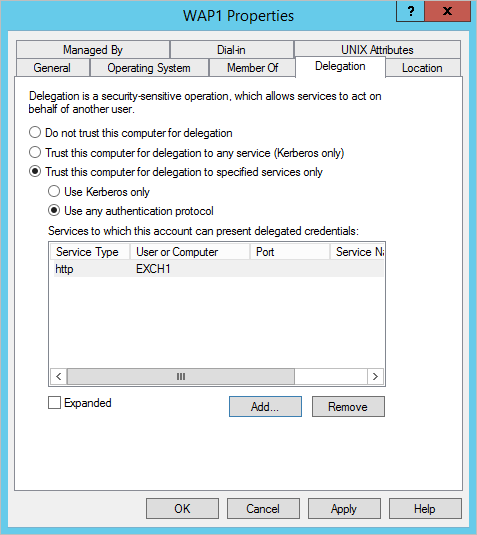 WAP1 Properties
? x
Managed By Dial-in UNIX Attributes
General Operating System Member Of Delegation Location
Delegation is a security-sensitive operation, which allows services to act on
behalf of another user.
Do not trust this computer for delegation
Trust this computer for delegation to any service (Kerberos only)
Trust this computer for delegation to specified services only
Use Kerberos only
Use any authentication protocol
Services to which this account can present delegated credentials:
Service Type User or Computer Port Service Na
http EXCH1
Expanded
Add... Remove
OK Cancel Apply Help